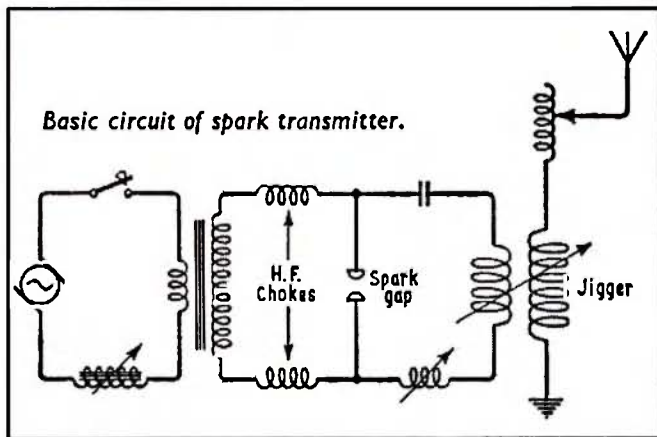 Basic circuit of spark transmitter.
H.F.
Chokes
Spark
gap
Jigger